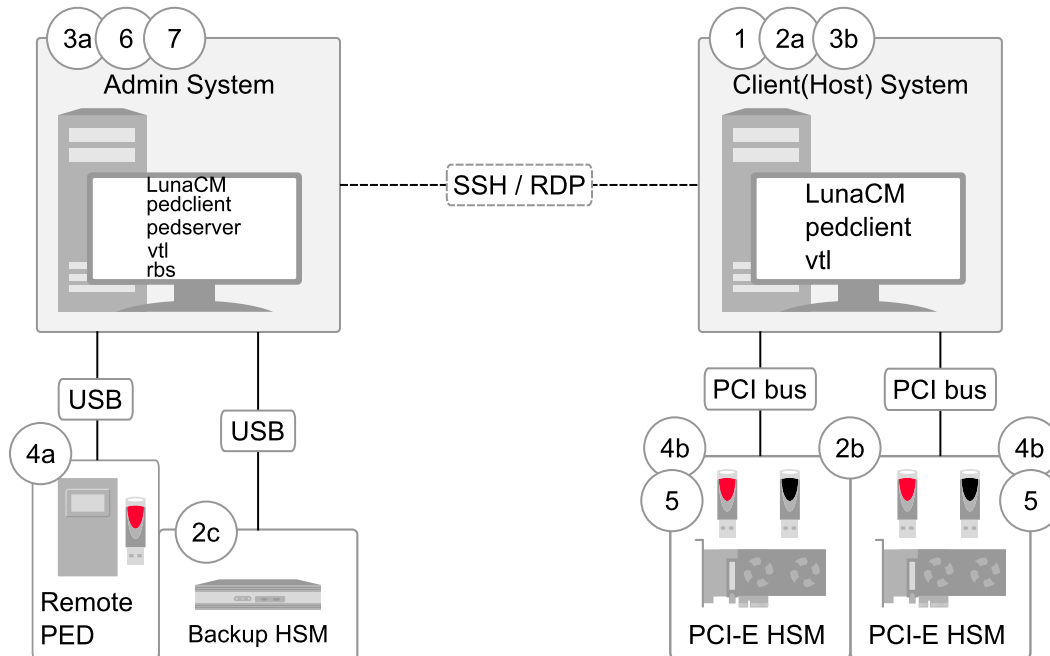 3a 6 7
Admin System
LunaCM
pedclient
pedserver
vtl
rbs
SSH / RDP
1 2a 3b
Client(Host) System
LunaCM
pedclient
vtl
USB
USB
PCI bus
PCI bus
4a
Remote
PED
2c
Backup HSM
4b
5
PCI-E HSM
2b
4b
5
PCI-E HSM